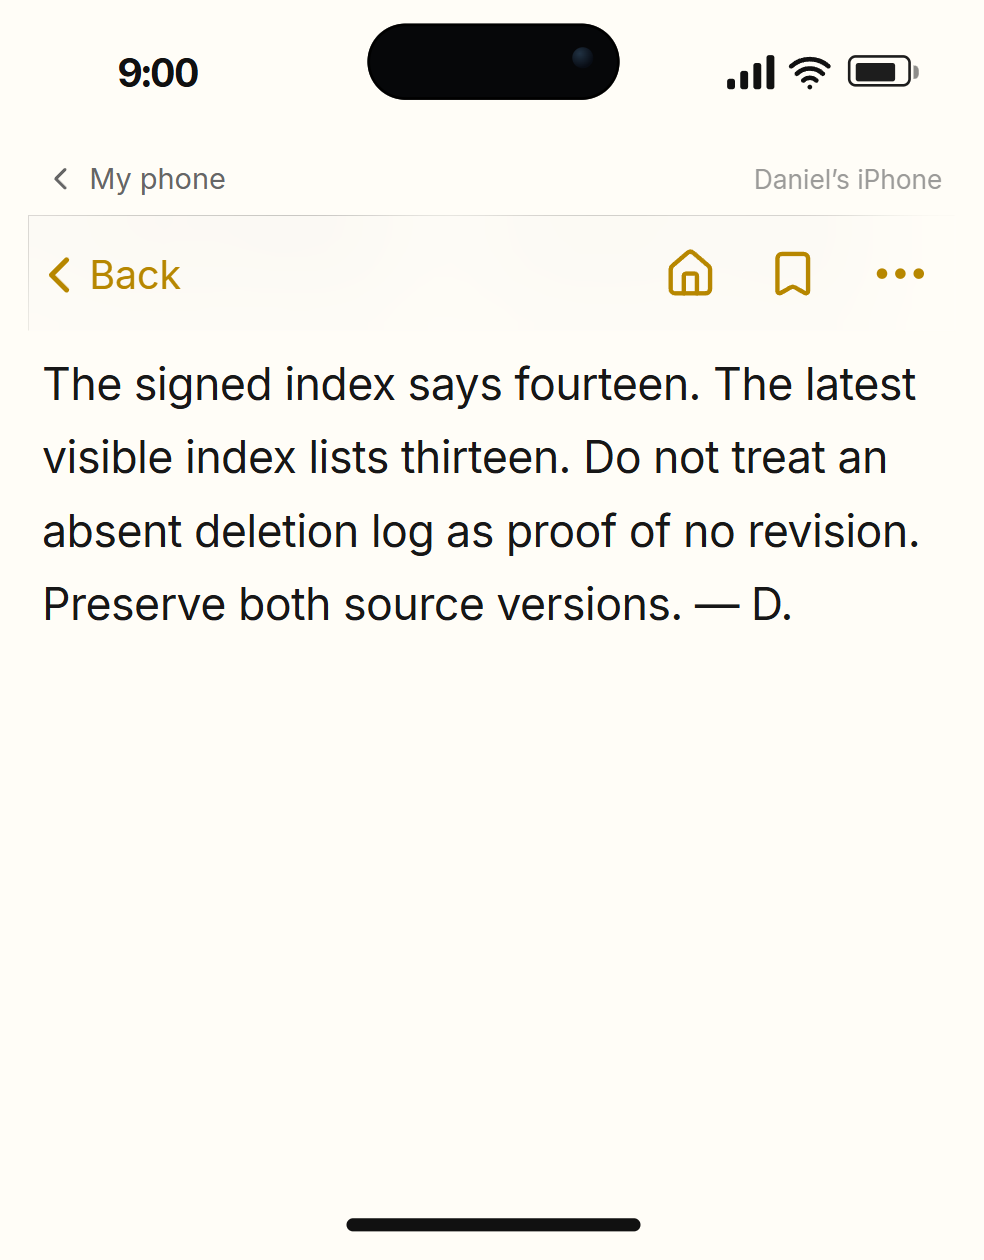 9:00
My phone
Daniel’s iPhone
Back
The signed index says fourteen. The latest
visible index lists thirteen. Do not treat an
absent deletion log as proof of no revision.
Preserve both source versions. — D.